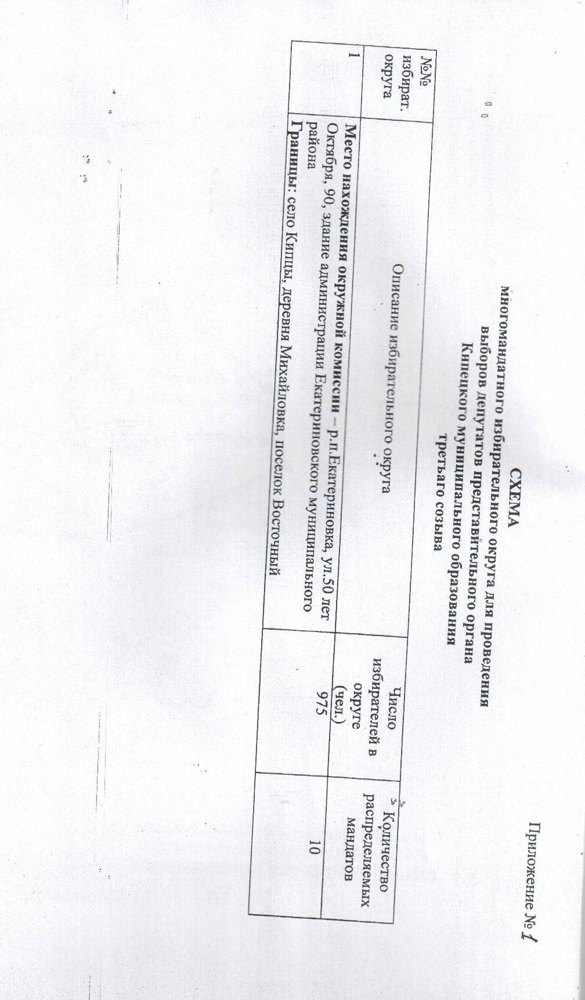 Приложение № 1
СХЕМА
многомандатного избирательного округа для проведения
выборов депутатов представительного органа
Кипецкого муниципального образования
третьаго созыва
№№
избират.
округа
Описание избирательного округа
Число
избирателей в
округе
(чел.)
Количество
распределяемых
мандатов
1
Место нахождения окружной комиссии – р.п.Екатериновка, ул.50 лет
Октября, 90, здание администрации Екатериновского муниципального
района
Границы: село Кипцы, деревня Михайловка, поселок Восточный
975
10